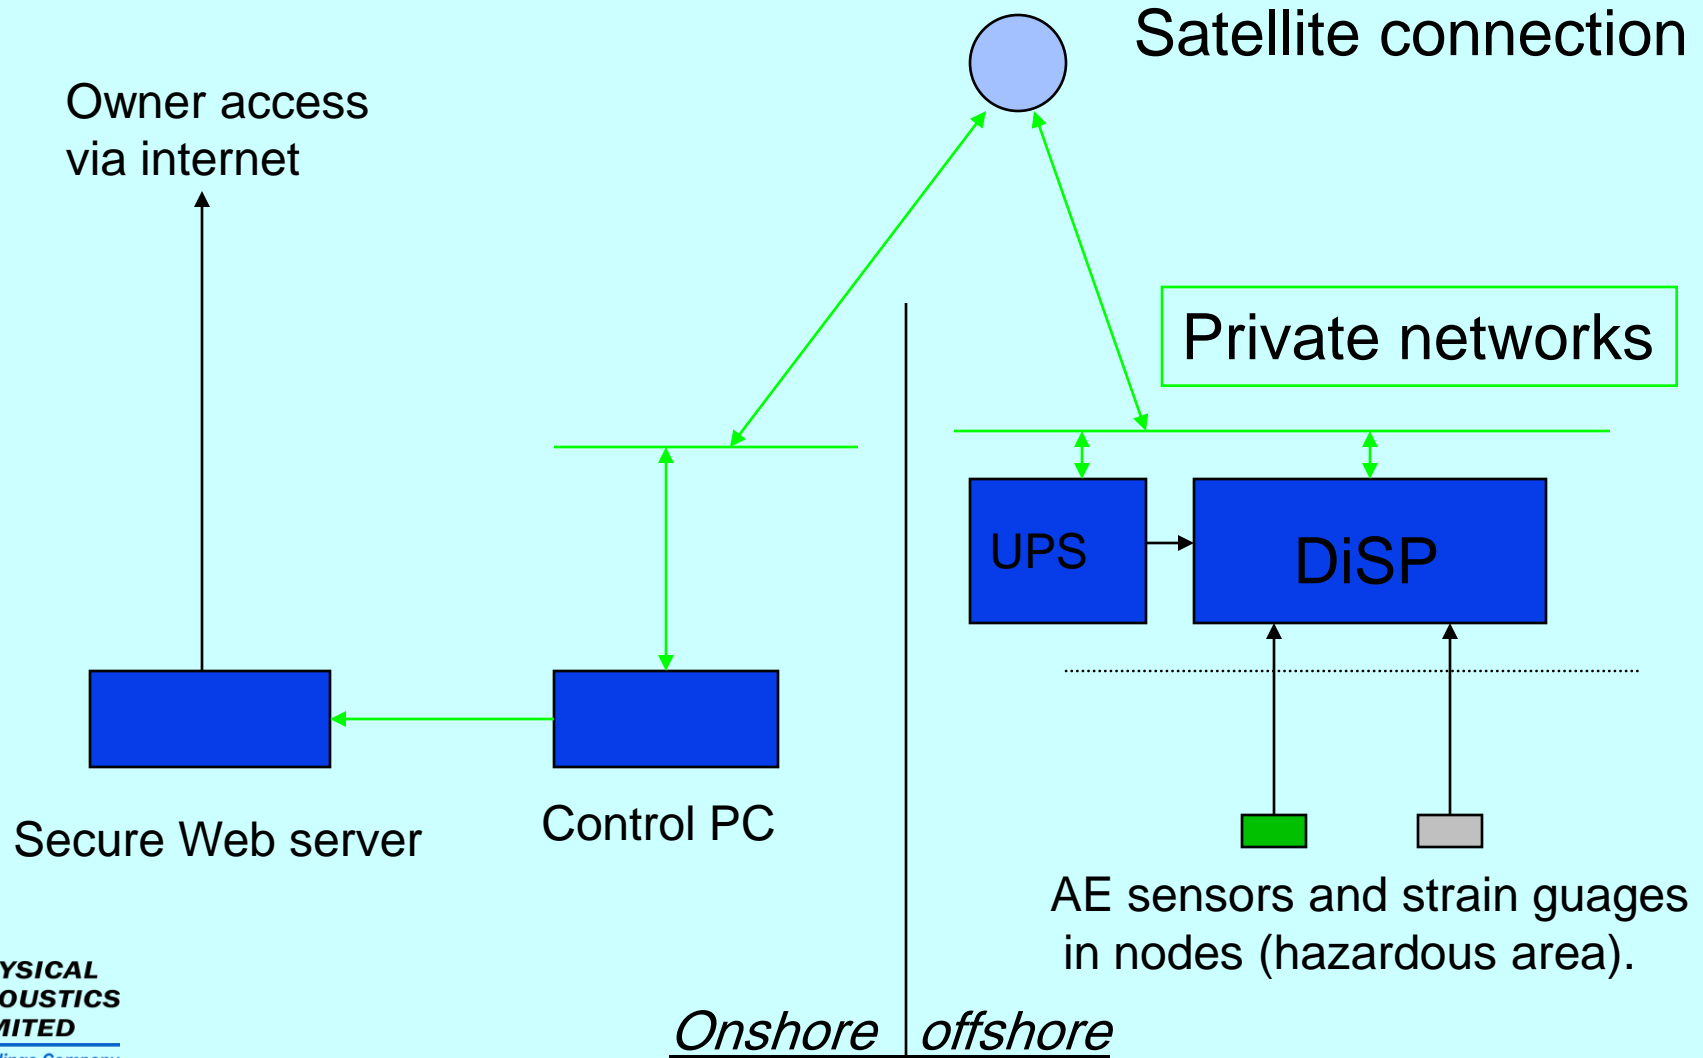 Satellite connection
Owner access
via internet
Private networks
UPS
DiSP
Secure Web server
Control PC
AE sensors and strain guages
in nodes (hazardous area).
Onshore offshore